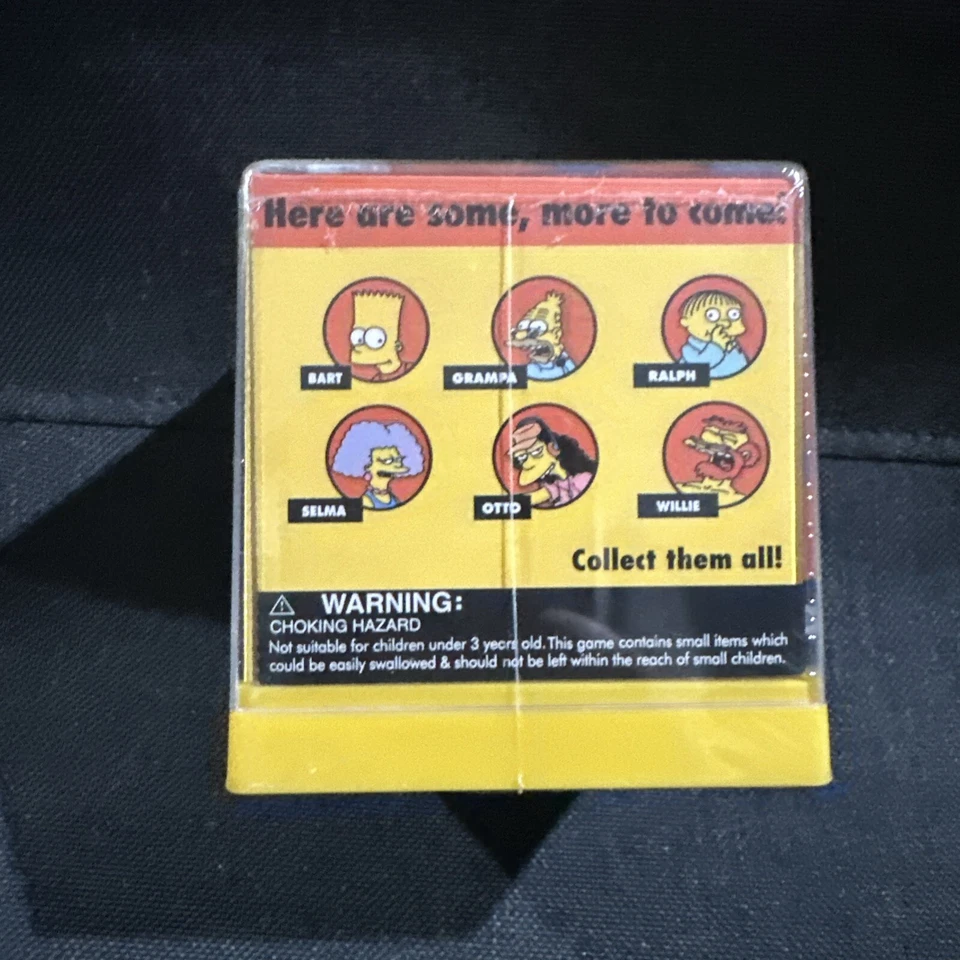 Here are some, more to come!
BART
GRAMPA
RALPH
SELMA
OTTO
WILLIE
Collect them all!
WARNING:
CHOKING HAZARD
Not suitable for children under 3 years old. This game contains small items which
could be easily swallowed & should not be left within the reach of small children.